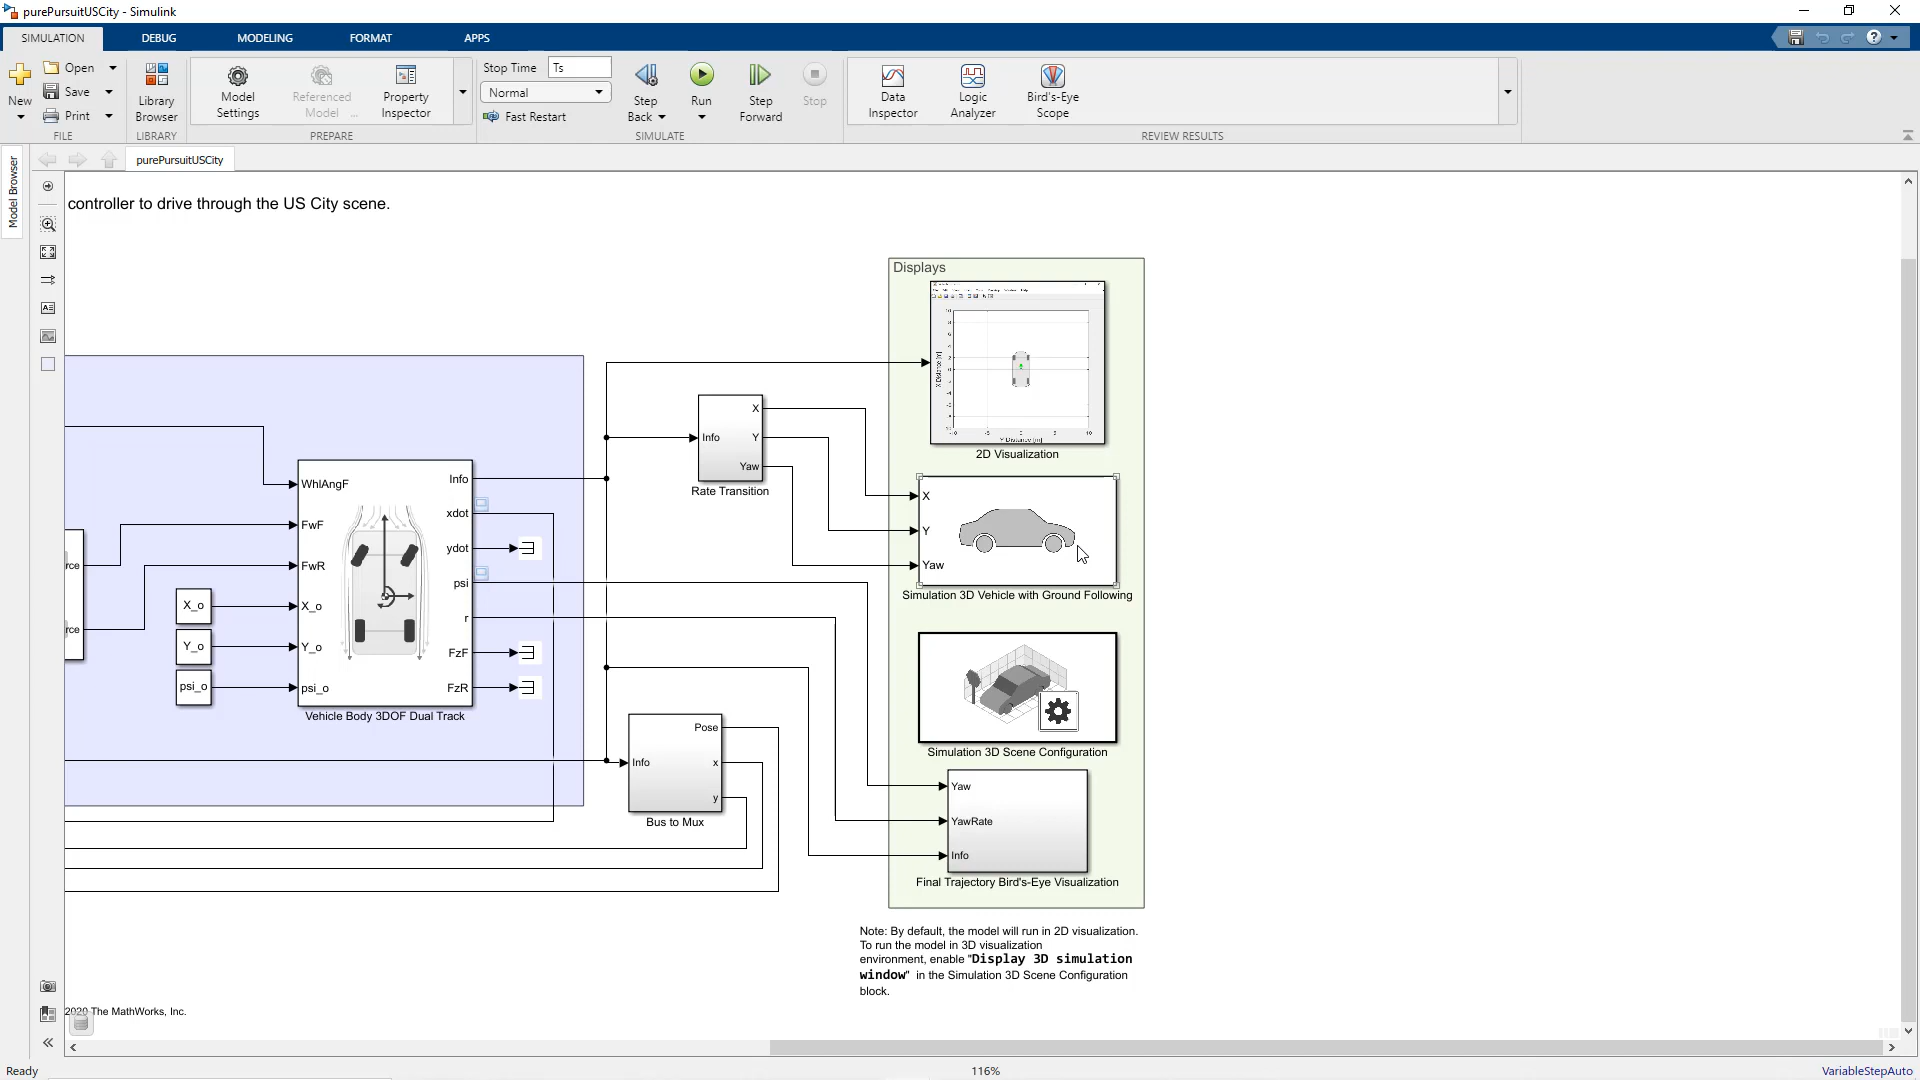 purePursuitUSCity - Simulink
SIMULATION
DEBUG
MODELING
FORMAT
APPS
New
Open
Save
Print
FILE
Library
Browser
LIBRARY
Model
Settings
Referenced
Model ...
Property
Inspector
PREPARE
Stop Time Ts
Normal
Fast Restart
Step
Back
Run
Step
Forward
Stop
SIMULATE
Data
Inspector
Logic
Analyzer
Bird's-Eye
Scope
REVIEW RESULTS
Model Browser
purePursuitUSCity
controller to drive through the US City scene.
Displays
X Distance [m]
Y Distance [m]
2D Visualization
Info
X
Y
Yaw
Rate Transition
X
Y
Yaw
Simulation 3D Vehicle with Ground Following
rce
rce
X_o
Y_o
psi_o
WhlAngF
FwF
FwR
X_o
Y_o
psi_o
Info
xdot
ydot
psi
r
FzF
FzR
Vehicle Body 3DOF Dual Track
Simulation 3D Scene Configuration
Info
Pose
x
y
Bus to Mux
Yaw
YawRate
Info
Final Trajectory Bird's-Eye Visualization
Note: By default, the model will run in 2D visualization.
To run the model in 3D visualization
environment, enable "Display 3D simulation
window" in the Simulation 3D Scene Configuration
block.
2020 The MathWorks, Inc.
Ready
116%
VariableStepAuto